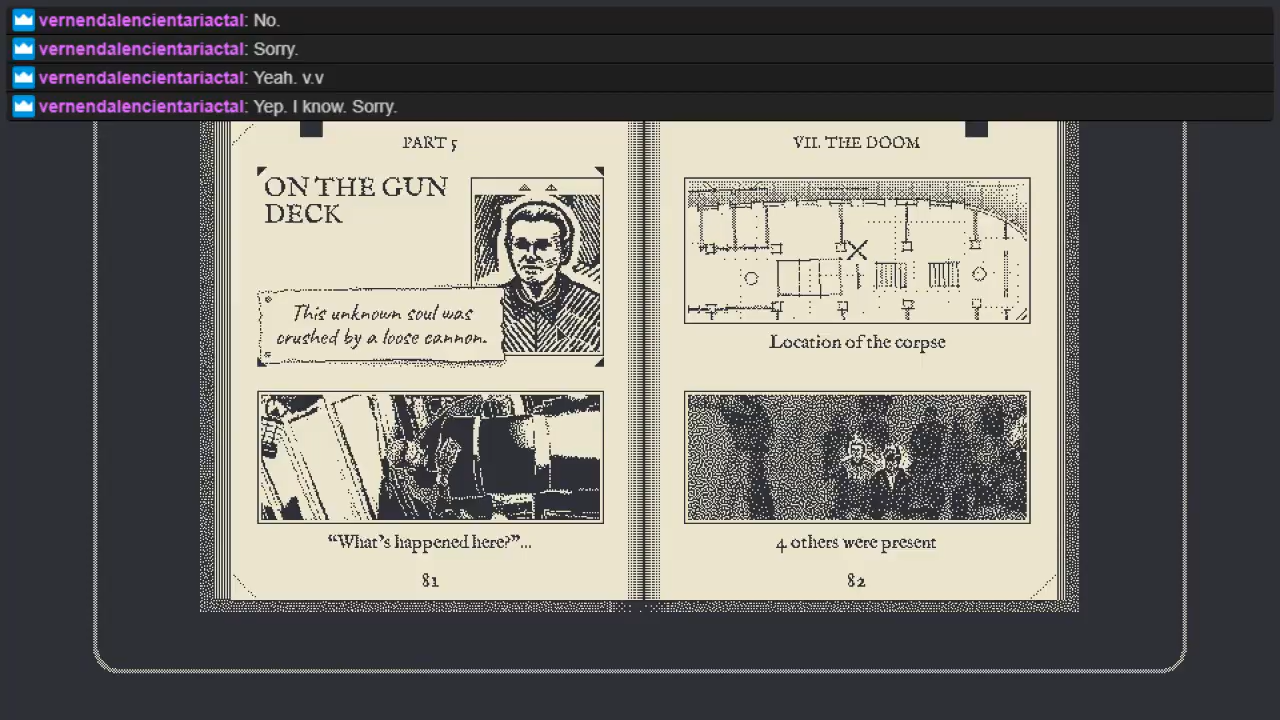 vernendalencientariactal: No.
vernendalencientariactal: Sorry.
vernendalencientariactal: Yeah. v.v
vernendalencientariactal: Yep. I know. Sorry.
PART 5
ON THE GUN
DECK
This unknown soul was
crushed by a loose cannon.
“What’s happened here?”...
81
VII. THE DOOM
Location of the corpse
4 others were present
82